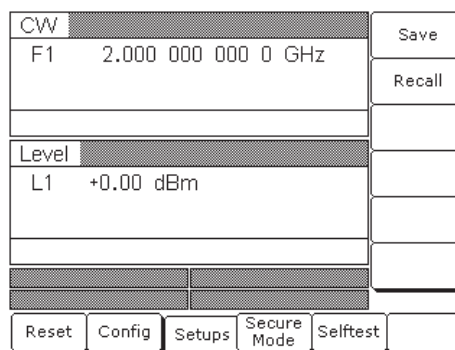 CW
F1 2.000 000 000 0 GHz
Level
L1 +0.00 dBm
Save
Recall
Reset
Config
Setups
Secure
Mode
Selftest